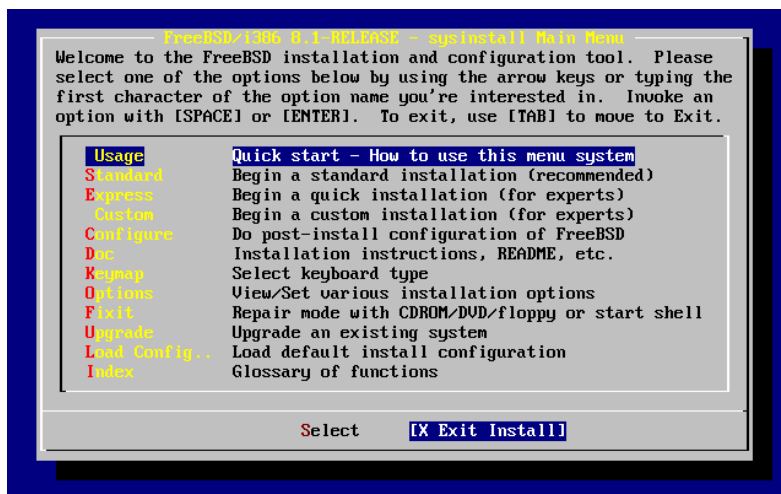 FreeBSD/i386 8.1-RELEASE - sysinstall Main Menu
Welcome to the FreeBSD installation and configuration tool.  Please
select one of the options below by using the arrow keys or typing the
first character of the option name you're interested in.  Invoke an
option with [SPACE] or [ENTER].  To exit, use [TAB] to move to Exit.
Usage Quick start - How to use this menu system
Standard Begin a standard installation (recommended)
Express Begin a quick installation (for experts)
Custom Begin a custom installation (for experts)
Configure Do post-install configuration of FreeBSD
Doc Installation instructions, README, etc.
Keymap Select keyboard type
Options View/Set various installation options
Fixit Repair mode with CDROM/DVD/floppy or start shell
Upgrade Upgrade an existing system
Load Config.. Load default install configuration
Index Glossary of functions
Select [X Exit Install]